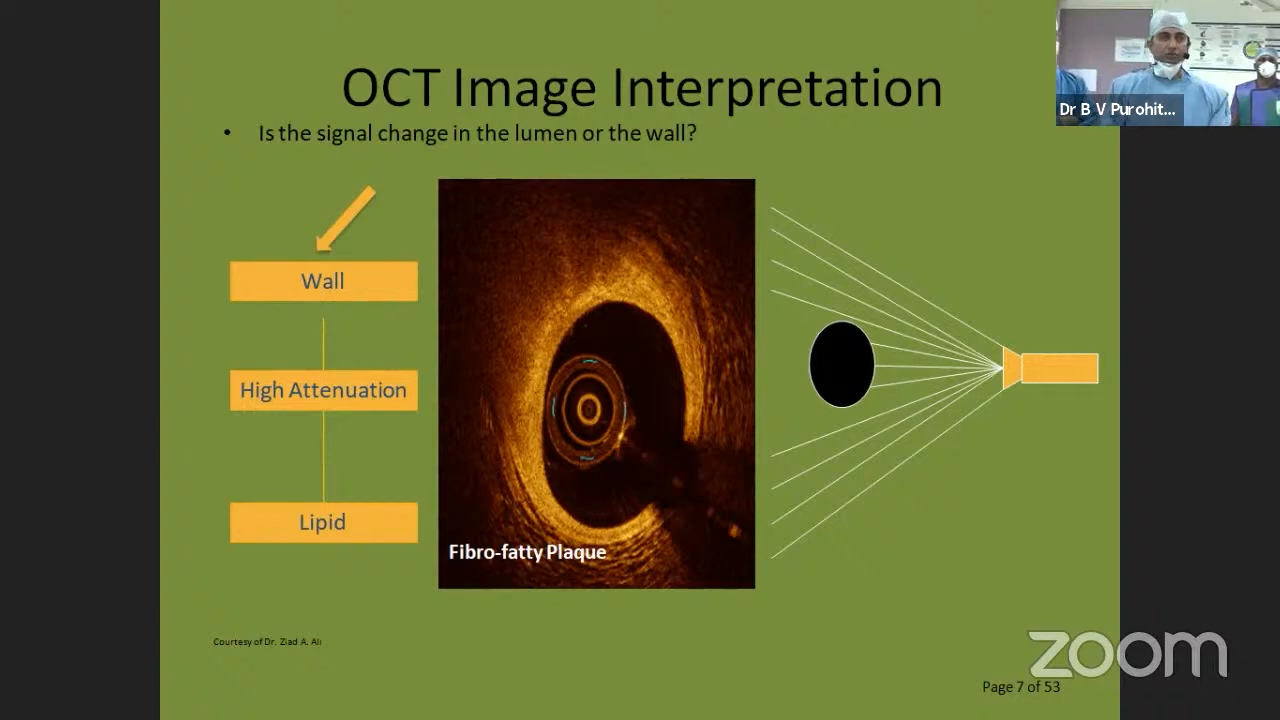 OCT Image Interpretation
• Is the signal change in the lumen or the wall?
Dr B V Purohit...
Wall
High Attenuation
Lipid
Fibro-fatty Plaque
Courtesy of Dr. Ziad A. Ali
zoom
Page 7 of 53